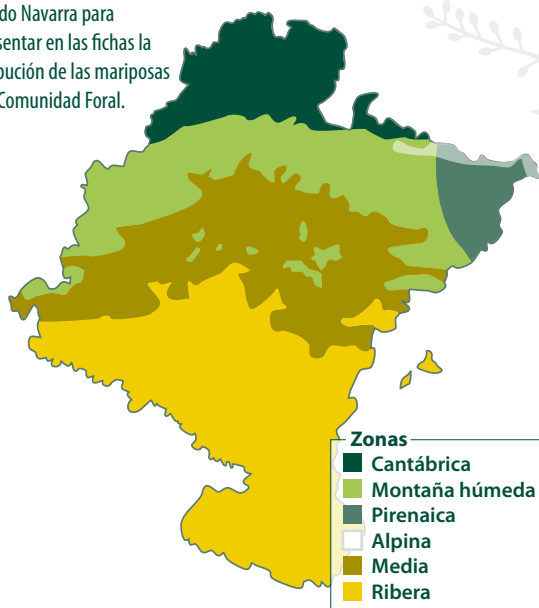 do Navarra para
sentar en las fichas la
bución de las mariposas
Comunidad Foral.
Zonas
Cantábrica
Montaña húmeda
Pirenaica
Alpina
Media
Ribera